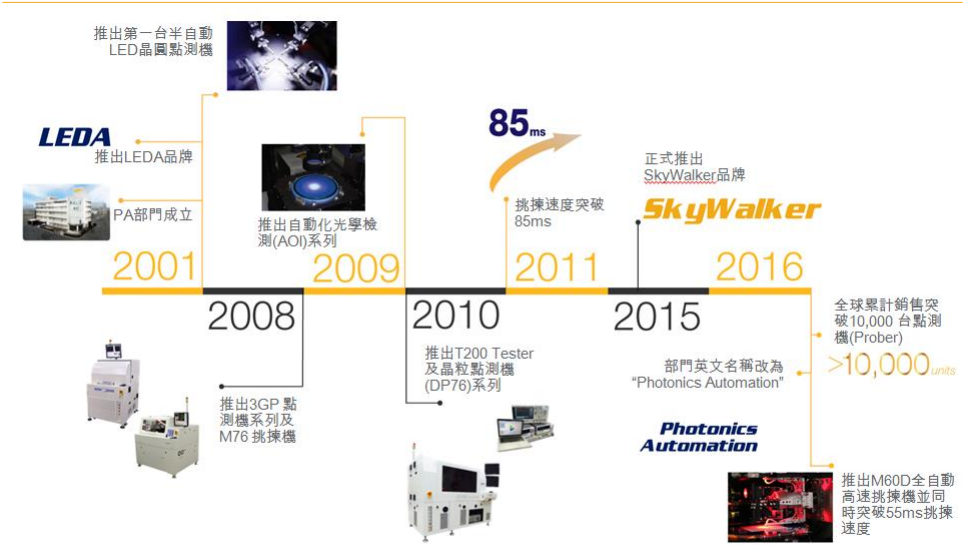 推出第一台半自動
LED晶圓點測機
LEDA
推出LEDA品牌
PA部門成立
2001
推出3GP 點
測機系列及
M76 挑揀機
2008
推出自動化光學檢
測(AOI)系列
2009
2010
推出T200 Tester
及晶粒點測機
(DP76)系列
85ms
挑揀速度突破
85ms
2011
正式推出
SkyWalker品牌
SkyWalker
2015
2016
全球累計銷售突
破10,000 台點測
機(Prober)
>10,000units
部門英文名稱改為
“Photonics Automation”
Photonics
Automation
推出M60D全自動
高速挑揀機並同
時突破55ms挑揀
速度